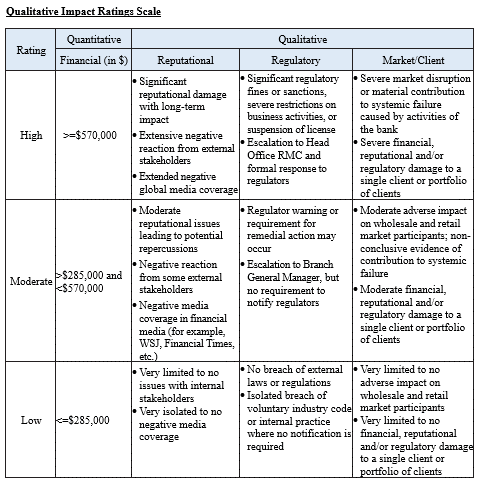 Qualitative Impact Ratings Scale
Rating
Quantitative
Qualitative
Financial (in $)
Reputational
Regulatory
Market/Client
High
>=$570,000
• Significant
reputational damage
with long-term
impact
• Extensive negative
reaction from external
stakeholders
• Extended negative
global media coverage
• Significant regulatory
fines or sanctions,
severe restrictions on
business activities, or
suspension of license
• Escalation to Head
Office RMC and
formal response to
regulators
• Severe market disruption
or material contribution
to systemic failure
caused by activities of
the bank
• Severe financial,
reputational and/or
regulatory damage to a
single client or portfolio
of clients
Moderate
>$285,000 and
<$570,000
• Moderate
reputational issues
leading to potential
repercussions
• Negative reaction
from some external
stakeholders
• Negative media
coverage in financial
media (for example,
WSJ, Financial Times,
etc.)
• Regulator warning or
requirement for
remedial action may
occur
• Escalation to Branch
General Manager, but
no requirement to
notify regulators
• Moderate adverse impact
on wholesale and retail
market participants; non-
conclusive evidence of
contribution to systemic
failure
• Moderate financial,
reputational and/or
regulatory damage to a
single client or portfolio
of clients
Low
<=$285,000
• Very limited to no
issues with internal
stakeholders
• Very isolated to no
negative media
coverage
• No breach of external
laws or regulations
• Isolated breach of
voluntary industry code
or internal practice
where no notification is
required
• Very limited to no
adverse impact on
wholesale and retail
market participants
• Very limited to no
financial, reputational
and/or regulatory damage
to a single client or
portfolio of clients